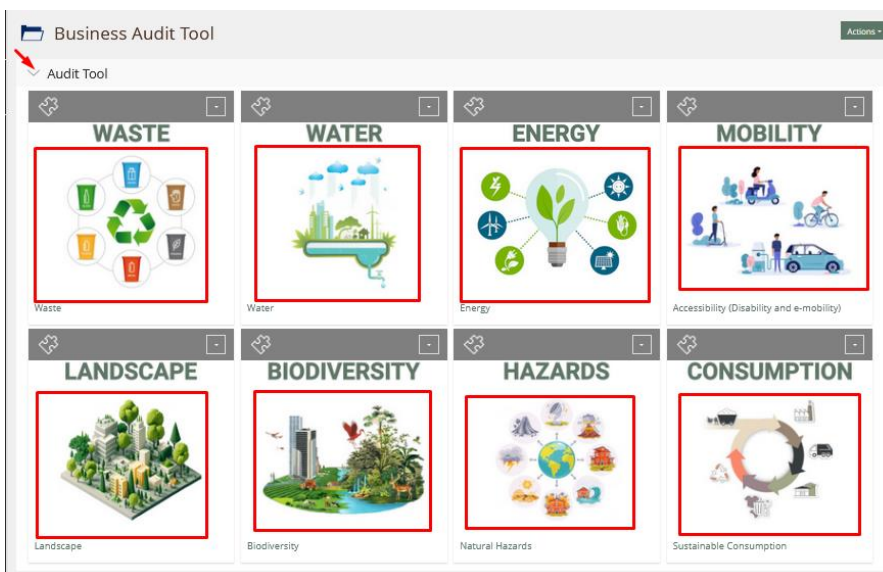 Business Audit Tool
Actions
Audit Tool
WASTE
WATER
ENERGY
MOBILITY
Waste
Water
Energy
Accessibility (Disability and e-mobility)
LANDSCAPE
BIODIVERSITY
HAZARDS
CONSUMPTION
Landscape
Biodiversity
Natural Hazards
Sustainable Consumption